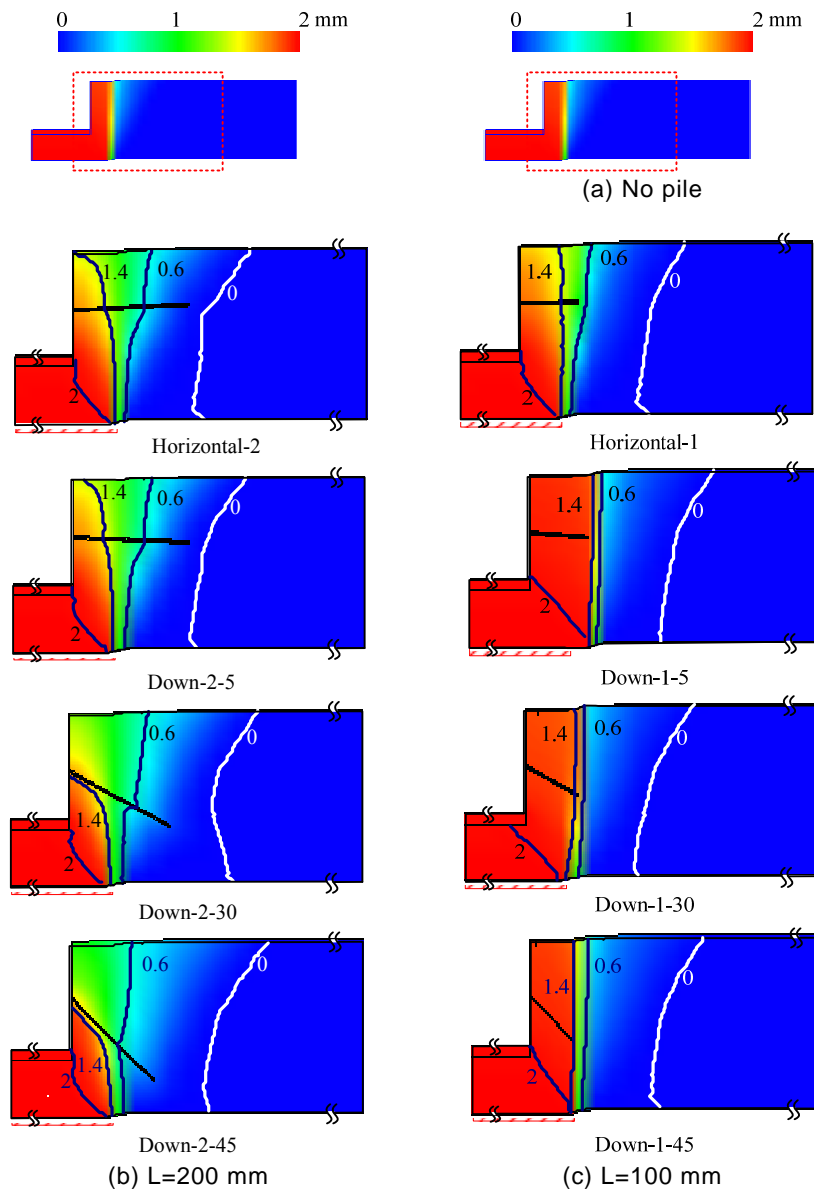 0 1 2 mm
0 1 2 mm
(a) No pile
1.4 0.6 0 2
Horizontal-2
1.4 0.6 0 2
Horizontal-1
1.4 0.6 0 2
Down-2-5
1.4 0.6 0 2
Down-1-5
0.6 0 1.4 2
Down-2-30
1.4 0.6 0 2
Down-1-30
0.6 0 1.4 2
Down-2-45
1.4 0.6 0 2
Down-1-45
(b) L=200 mm
(c) L=100 mm